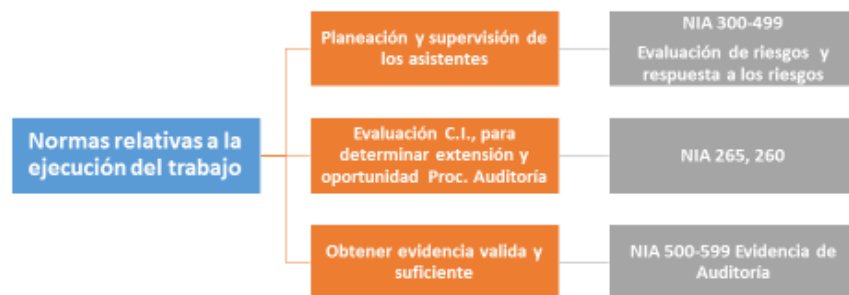 Normas relativas a la
ejecución del trabajo
Planeación y supervisión de
los asistentes
NIA 300-499
Evaluación de riesgos y
respuesta a los riesgos
Evaluación C.I., para
determinar extensión y
oportunidad Proc. Auditoría
NIA 265, 260
Obtener evidencia valida y
suficiente
NIA 500-599 Evidencia de
Auditoría